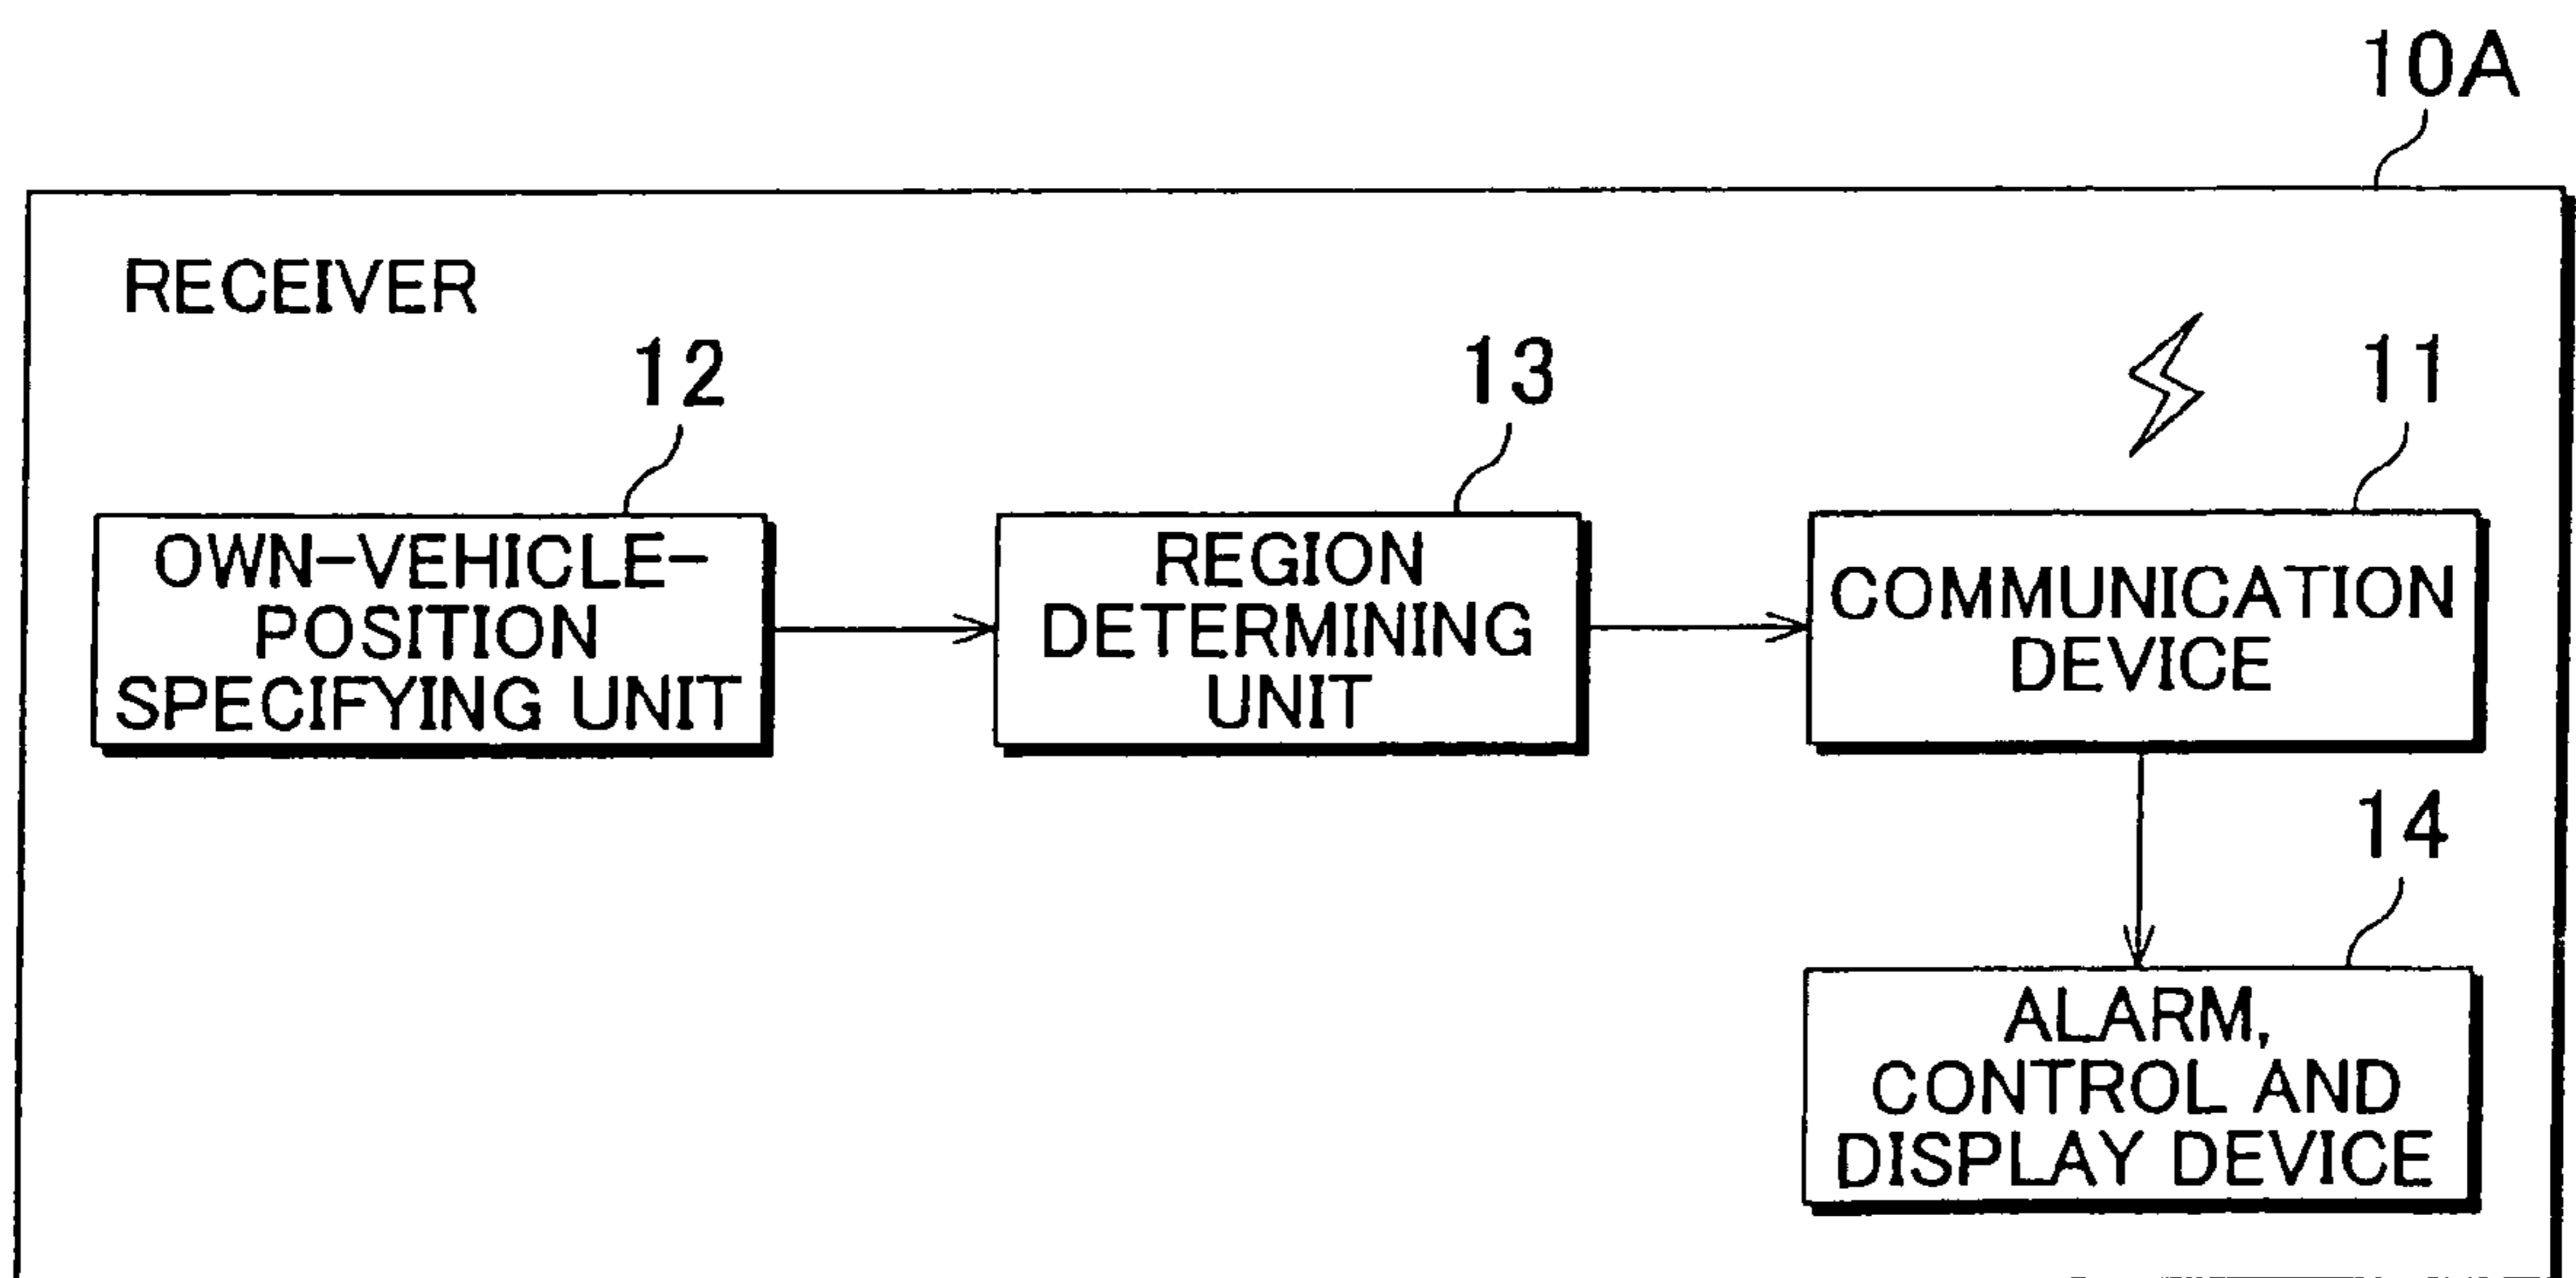 10A
RECEIVER
12
13
11
OWN-VEHICLE-
POSITION
SPECIFYING UNIT
REGION
DETERMINING
UNIT
COMMUNICATION
DEVICE
14
ALARM,
CONTROL AND
DISPLAY DEVICE